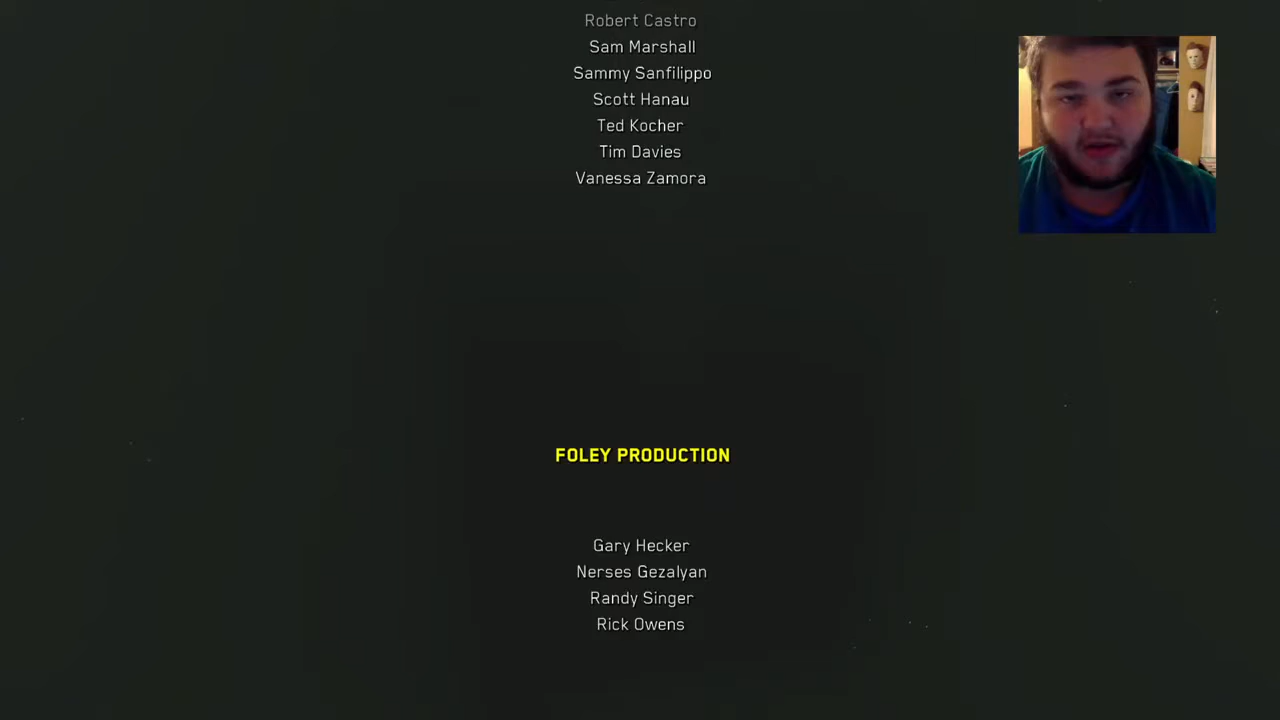 Robert Castro
Sam Marshall
Sammy Sanfilippo
Scott Hanau
Ted Kocher
Tim Davies
Vanessa Zamora
FOLEY PRODUCTION
Gary Hecker
Nerses Gezalyan
Randy Singer
Rick Owens